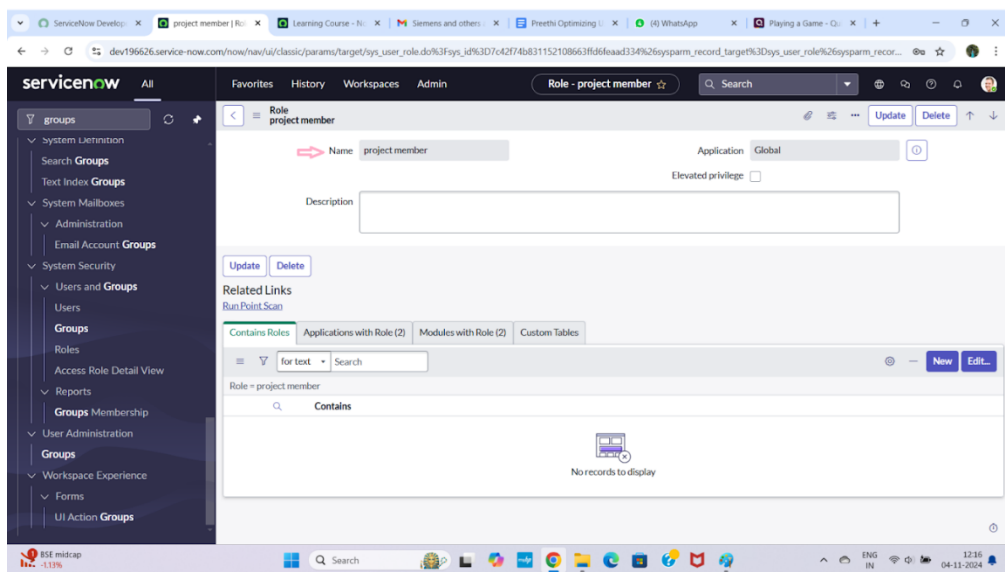 ServiceNow Develop
project member | Ro
Learning Course - No
Siemens and others
Preethi Optimizing U
(4) WhatsApp
Playing a Game - Qu
dev196626.service-now.com/now/nav/ui/classic/params/target/sys_user_role.do%3Fsys_id%3D7c42f74b831152108663ffd6feaad334%26sysparm_record_target%3Dsys_user_role%26sysparm_recor...
servicenow All Favorites History Workspaces Admin Role - project member Search
groups
System Definition
Search Groups
Text Index Groups
System Mailboxes
Administration
Email Account Groups
System Security
Users and Groups
Users
Groups
Roles
Access Role Detail View
Reports
Groups Membership
User Administration
Groups
Workspace Experience
Forms
UI Action Groups
Role
project member
Update Delete
Name project member Application Global
Elevated privilege
Description
Update Delete
Related Links
Run Point Scan
Contains Roles Applications with Role (2) Modules with Role (2) Custom Tables
for text Search New Edit...
Role = project member
Contains
No records to display
BSE midcap
-1.13%
Search
ENG
IN
12:16
04-11-2024